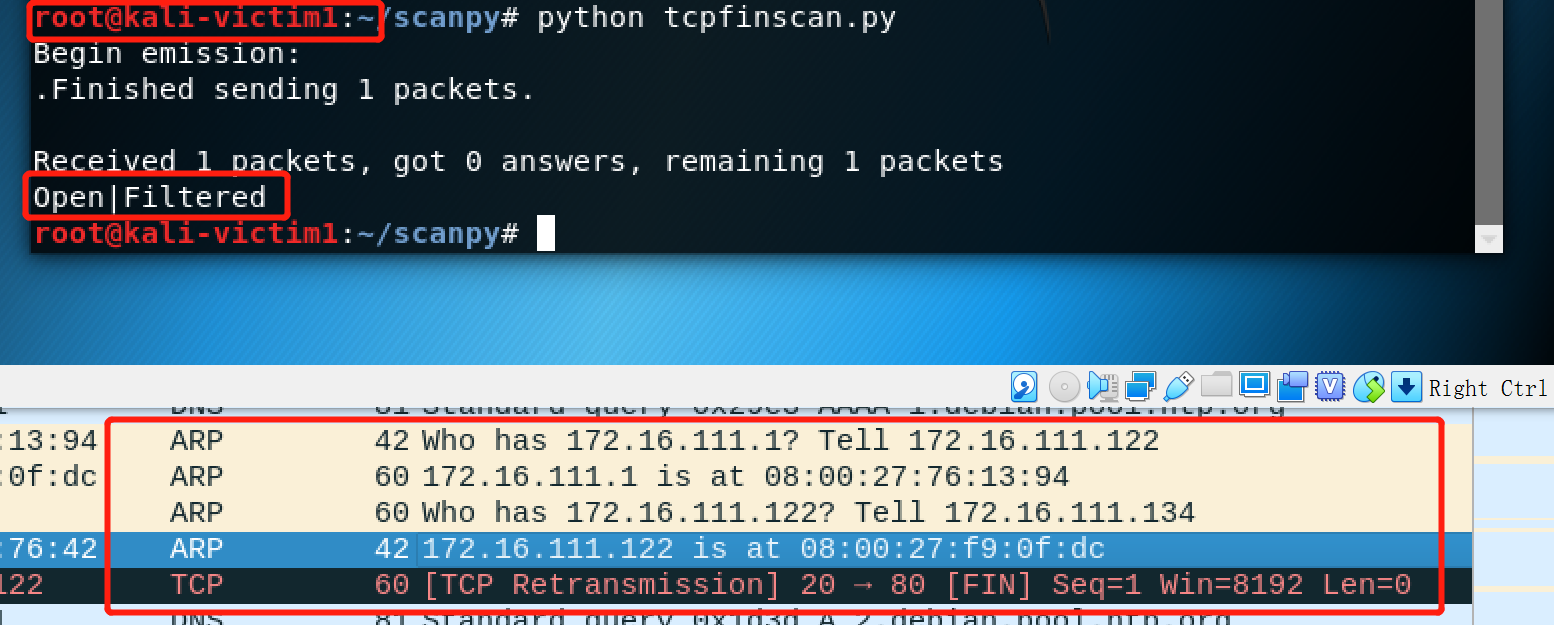 root@kali-victim1:~/scanpy# python tcpfinscan.py
Begin emission:
.Finished sending 1 packets.
Received 1 packets, got 0 answers, remaining 1 packets
Open|Filtered
root@kali-victim1:~/scanpy#
Right Ctrl
DNS 81 Standard query AAAA 1.debian.pool.ntp.org
:13:94 ARP 42 Who has 172.16.111.1? Tell 172.16.111.122
:0f:dc ARP 60 172.16.111.1 is at 08:00:27:76:13:94
ARP 60 Who has 172.16.111.122? Tell 172.16.111.134
:76:42 ARP 42 172.16.111.122 is at 08:00:27:f9:0f:dc
122 TCP 60 [TCP Retransmission] 20 → 80 [FIN] Seq=1 Win=8192 Len=0
DNS 81 Standard query 0x1d3d A 2.debian.pool.ntp.org